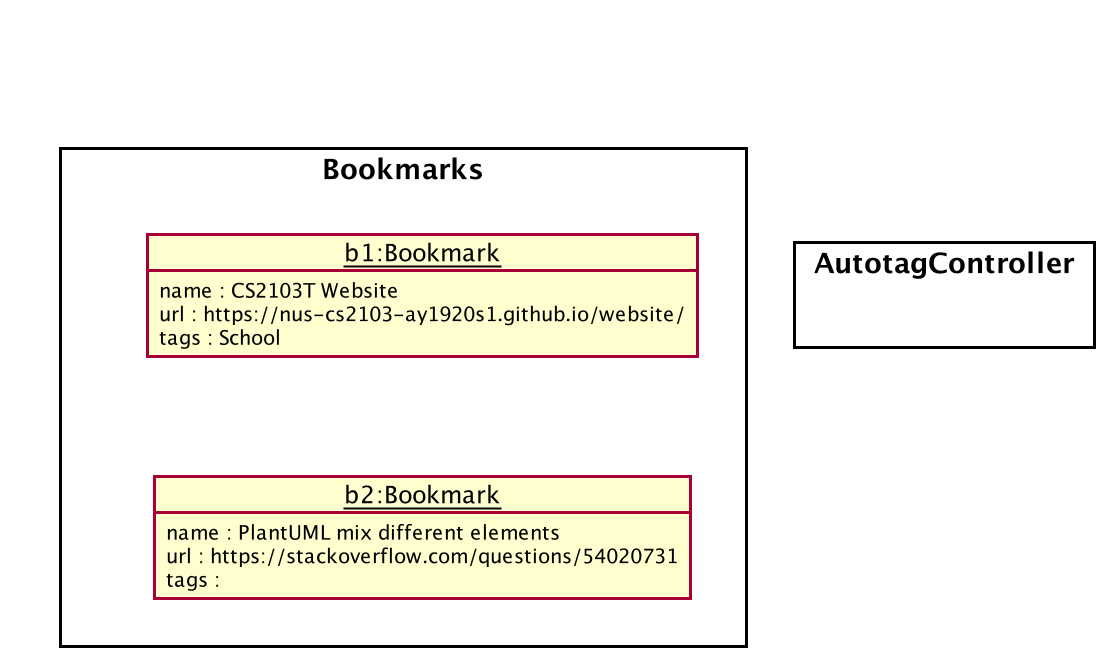 Bookmarks
b1:Bookmark
name : CS2103T Website
url : https://nus-cs2103-ay1920s1.github.io/website/
tags : School
AutotagController
b2:Bookmark
name : PlantUML mix different elements
url : https://stackoverflow.com/questions/54020731
tags :